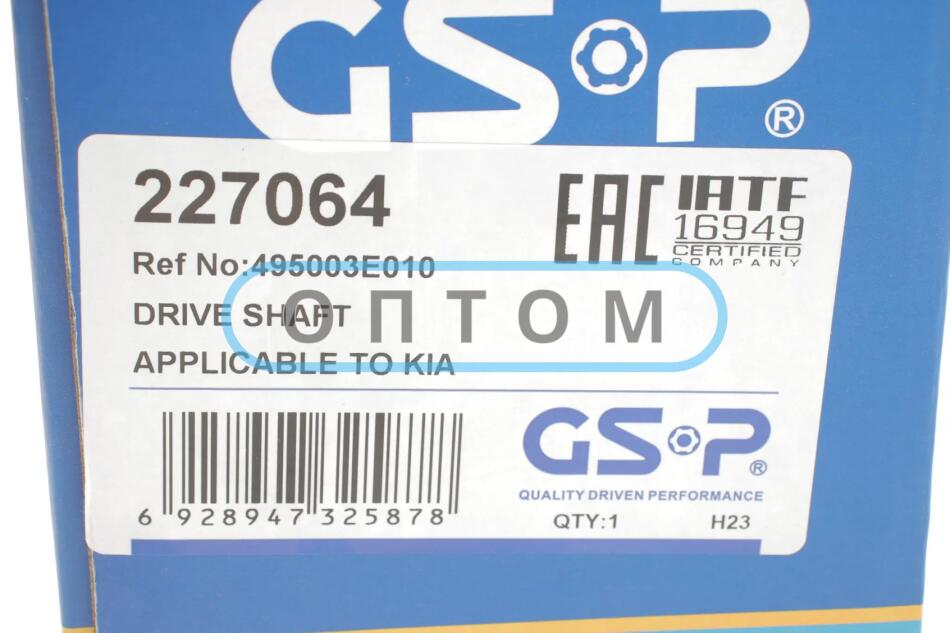 GSP®
227064
EAC
IATF
16949
CERTIFIED
COMPANY
Ref No:495003E010
DRIVE SHAFT
ОПТОМ
APPLICABLE TO KIA
GSP®
QUALITY DRIVEN PERFORMANCE
6 928947 325878
QTY:1 H23